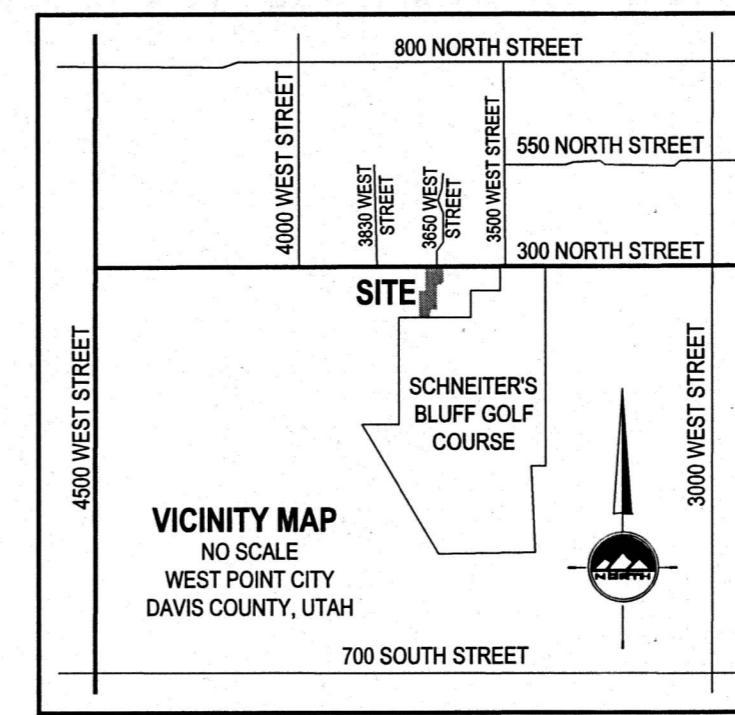 800 NORTH STREET
4000 WEST STREET
3830 WEST
STREET
3650 WEST
STREET
3500 WEST STREET
550 NORTH STREET
300 NORTH STREET
SITE
4500 WEST STREET
SCHNEITER'S
BLUFF GOLF
COURSE
3000 WEST STREET
VICINITY MAP
NO SCALE
WEST POINT CITY
DAVIS COUNTY, UTAH
NORTH
700 SOUTH STREET